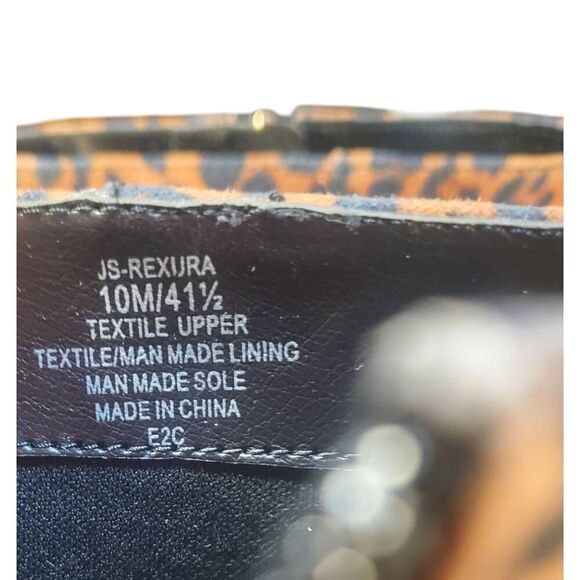 JS-REXURA
10M/41½
TEXTILE UPPER
TEXTILE/MAN MADE LINING
MAN MADE SOLE
MADE IN CHINA
E2C